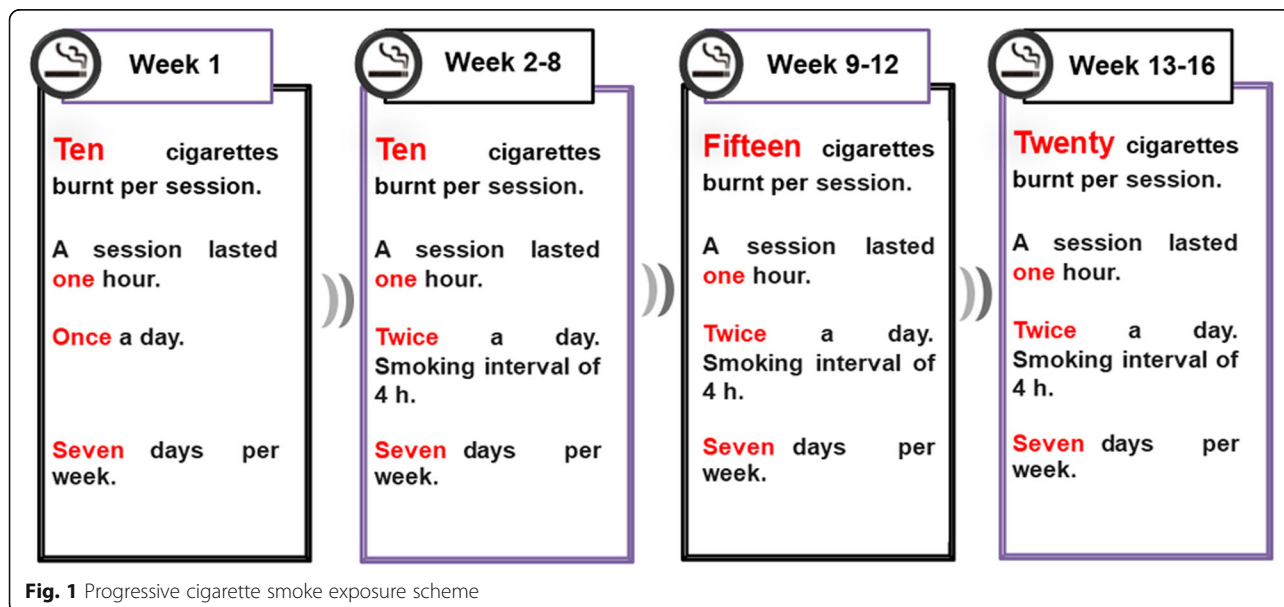 Week 1
Ten cigarettes
burnt per session.
A session lasted
one hour.
Once a day.
Seven days per
week.
Week 2-8
Ten cigarettes
burnt per session.
A session lasted
one hour.
Twice a day.
Smoking interval of
4 h.
Seven days per
week.
Week 9-12
Fifteen cigarettes
burnt per session.
A session lasted
one hour.
Twice a day.
Smoking interval of
4 h.
Seven days per
week.
Week 13-16
Twenty cigarettes
burnt per session.
A session lasted
one hour.
Twice a day.
Smoking interval of
4 h.
Seven days per
week.
Fig. 1 Progressive cigarette smoke exposure scheme